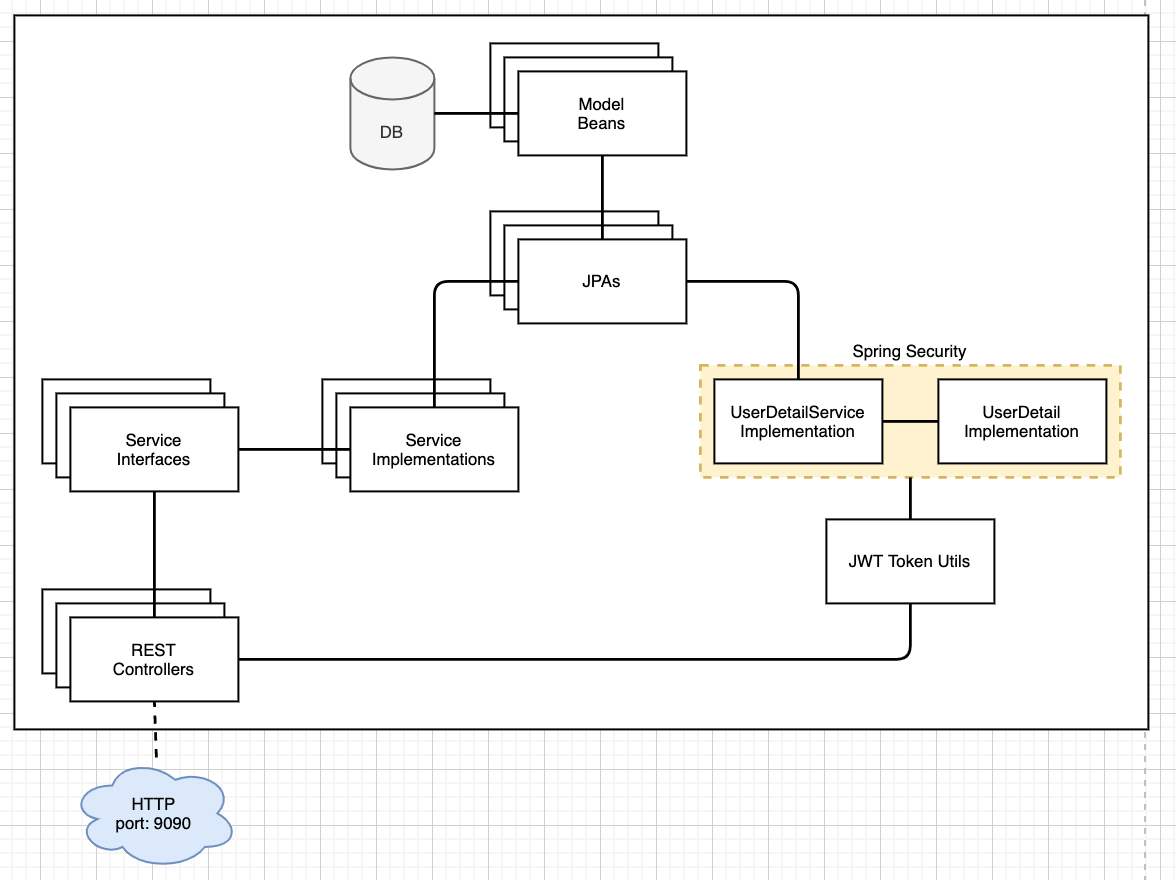 DB
Model
Beans
JPAs
Spring Security
UserDetailService
Implementation
UserDetail
Implementation
Service
Interfaces
Service
Implementations
JWT Token Utils
REST
Controllers
HTTP
port: 9090